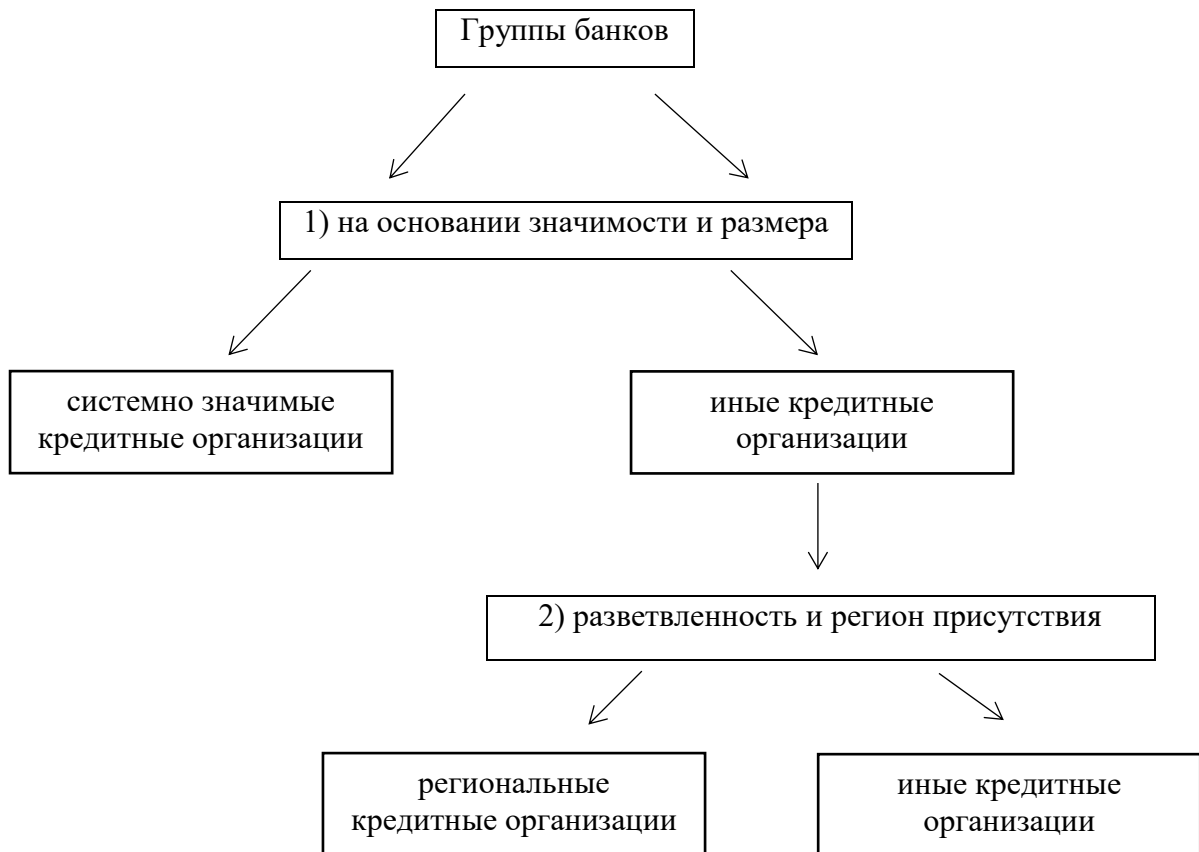 Группы банков
1) на основании значимости и размера
системно значимые
кредитные организации
иные кредитные
организации
2) разветвленность и регион присутствия
региональные
кредитные организации
иные кредитные
организации